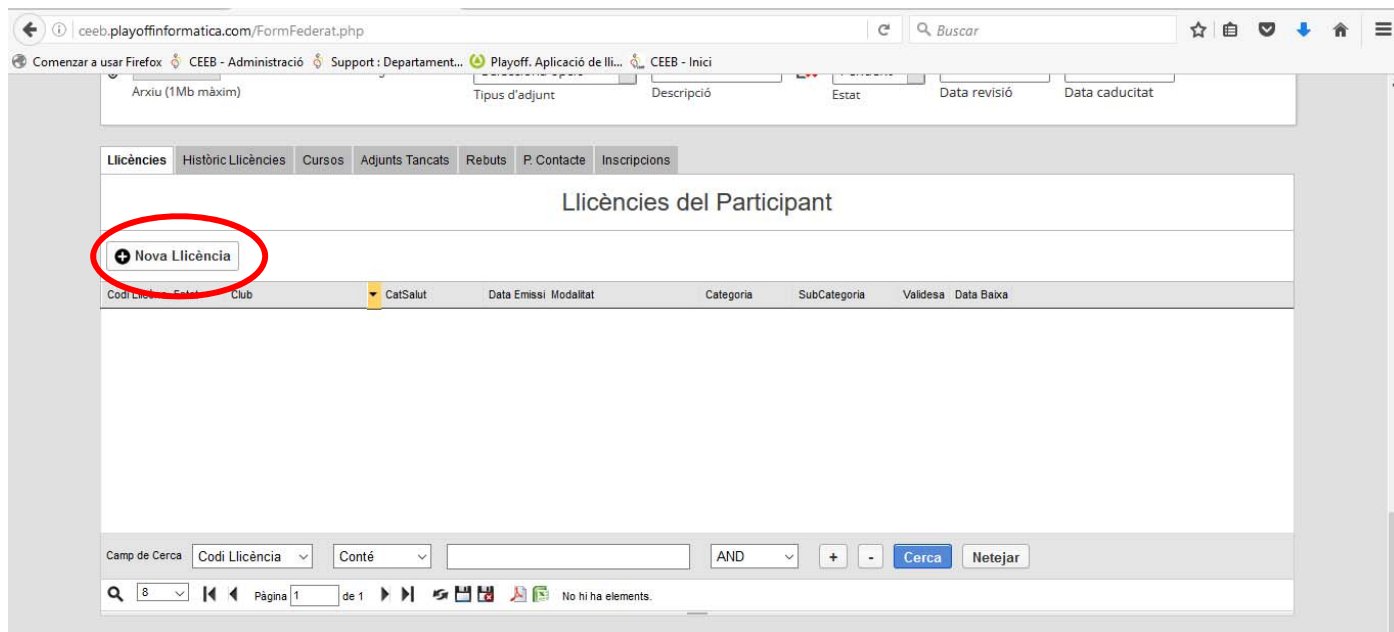 ceeb.playoffinformatica.com/FormFederat.php
Buscar
Comenzar a usar Firefox CEEB - Administració Support : Departament... Playoff. Aplicació de lli... CEEB - Inici
Arxiu (1Mb màxim) Tipus d'adjunt Descripció Estat Data revisió Data caducitat
Llicències Històric Llicències Cursos Adjunts Tancats Rebuts P. Contacte Inscripcions
Llicències del Participant
Nova Llicència
Codi Estat Club CatSalut Data Emissi Modalitat Categoria SubCategoria Validesa Data Baixa
Camp de Cerca Codi Llicència Conté AND + - Cerca Netejar
8 Pàgina 1 de 1 No hi ha elements.